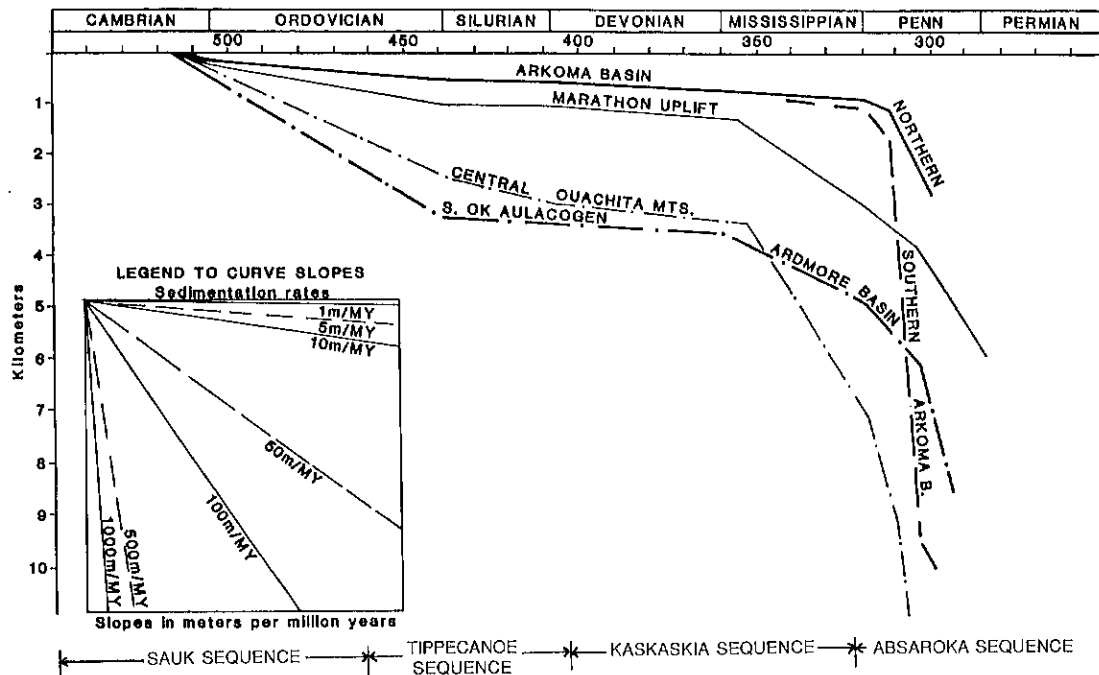 CAMBRIAN ORDOVICIAN SILURIAN DEVONIAN MISSISSIPPIAN PENN PERMIAN
500 450 400 350 300
ARKOMA BASIN
MARATHON UPLIFT
NORTHERN
CENTRAL OUACHITA MTS.
S. OK AULACOGEN
ARDMORE BASIN
SOUTHERN
ARKOMA B.
Kilometers
1
2
3
4
5
6
7
8
9
10
LEGEND TO CURVE SLOPES
Sedimentation rates
1m/MY
5m/MY
10m/MY
50m/MY
100m/MY
500m/MY
1000m/MY
Slopes in meters per million years
SAUK SEQUENCE
TIPPECANOE
SEQUENCE
KASKASKIA SEQUENCE
ABSAROKA SEQUENCE